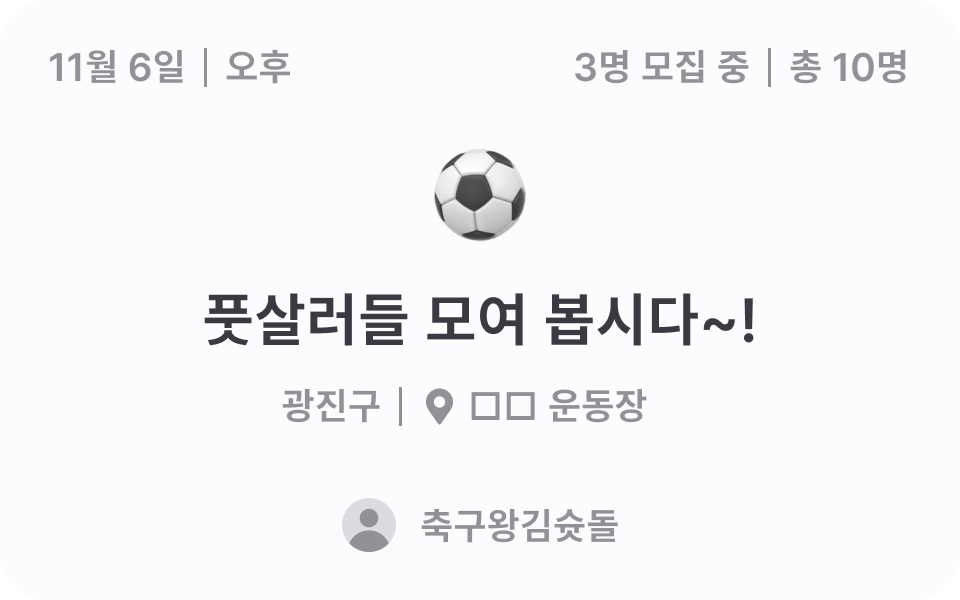 11월 6일 | 오후
3명 모집 중 | 총 10명
풋살러들 모여 봅시다~!
광진구 | □□ 운동장
축구왕김슛돌